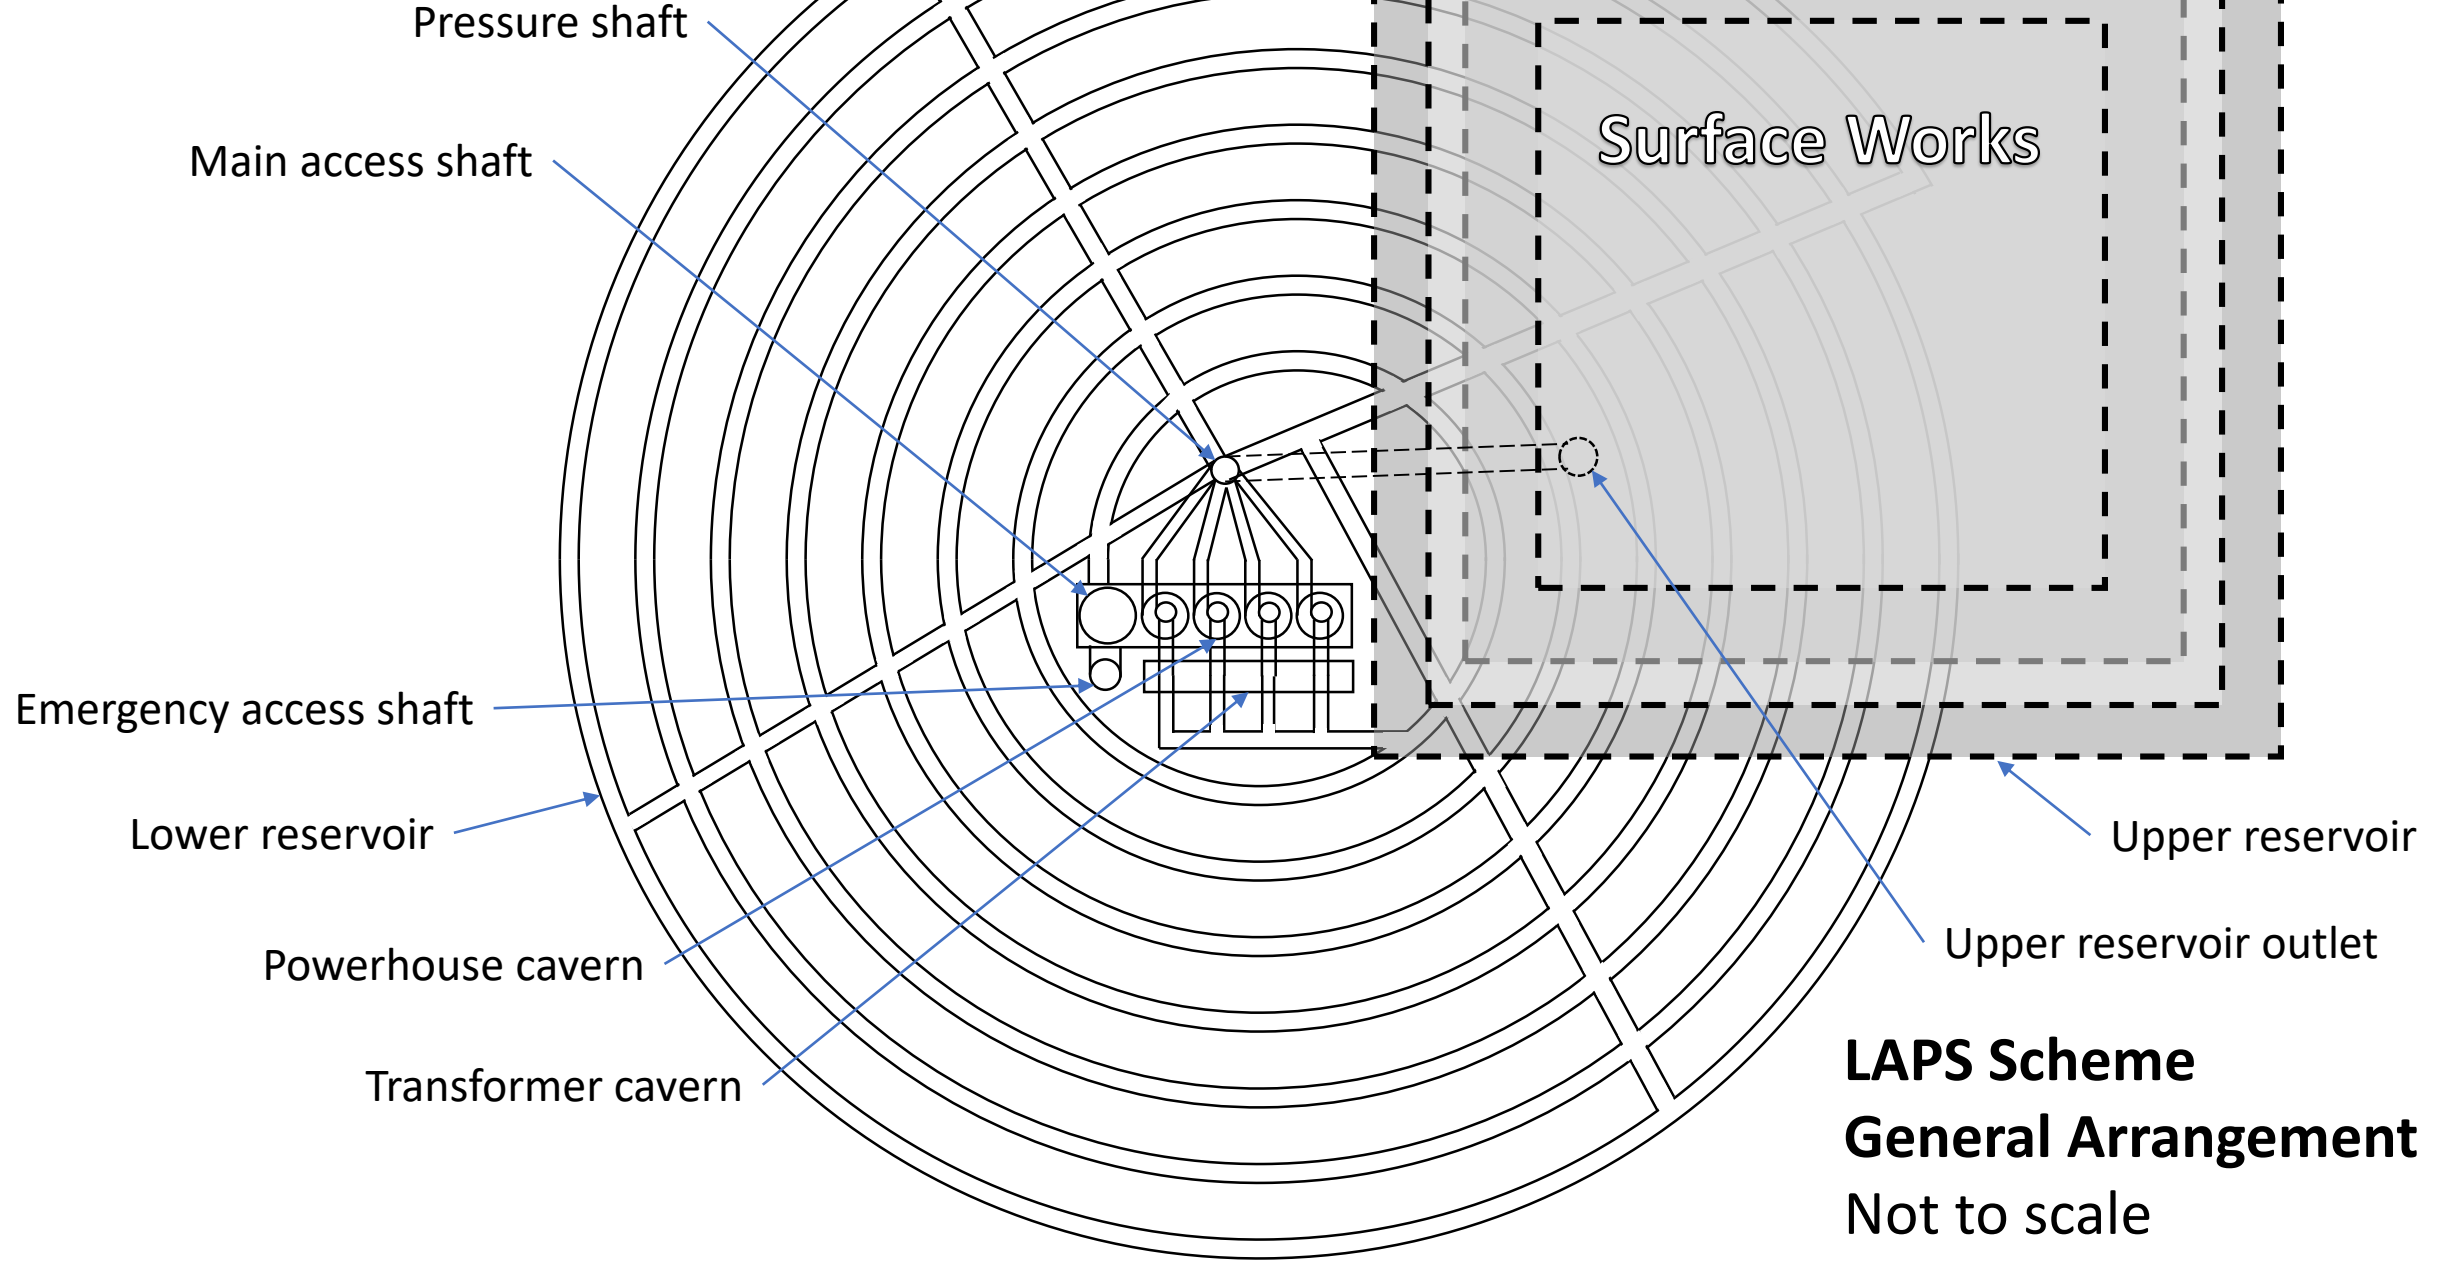 Pressure shaft
Surface Works
Main access shaft
Emergency access shaft
Lower reservoir
Upper reservoir
Powerhouse cavern
Upper reservoir outlet
Transformer cavern
LAPS Scheme
General Arrangement
Not to scale